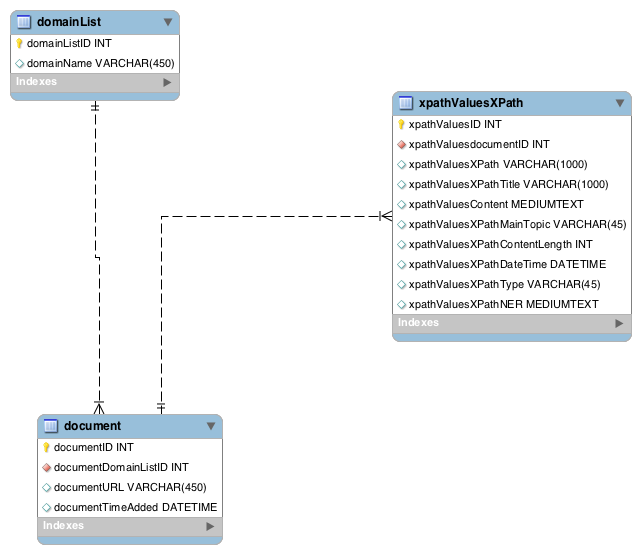 domainList
domainListID INT
domainName VARCHAR(450)
Indexes
xpathValuesXPath
xpathValuesID INT
xpathValuesdocumentID INT
xpathValuesXPath VARCHAR(1000)
xpathValuesXPathTitle VARCHAR(1000)
xpathValuesContent MEDIUMTEXT
xpathValuesXPathMainTopic VARCHAR(45)
xpathValuesXPathContentLength INT
xpathValuesXPathDateTime DATETIME
xpathValuesXPathType VARCHAR(45)
xpathValuesXPathNER MEDIUMTEXT
Indexes
document
documentID INT
documentDomainListID INT
documentURL VARCHAR(450)
documentTimeAdded DATETIME
Indexes